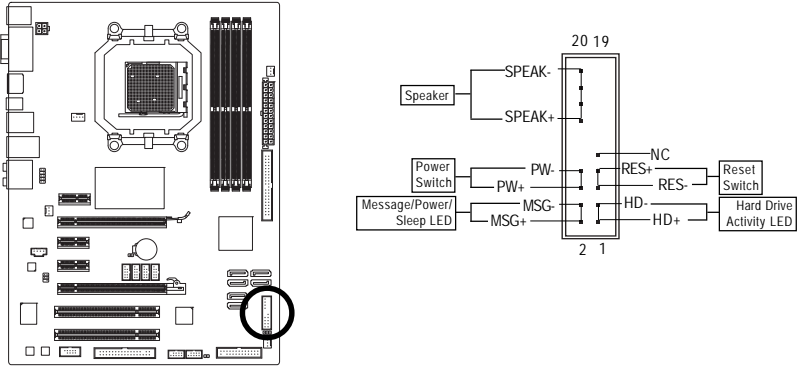 20 19
SPEAK-
Speaker
SPEAK+
NC
Power
Switch
PW-
PW+
RES+
RES-
Reset
Switch
Message/Power/
Sleep LED
MSG-
MSG+
HD-
HD+
Hard Drive
Activity LED
2 1